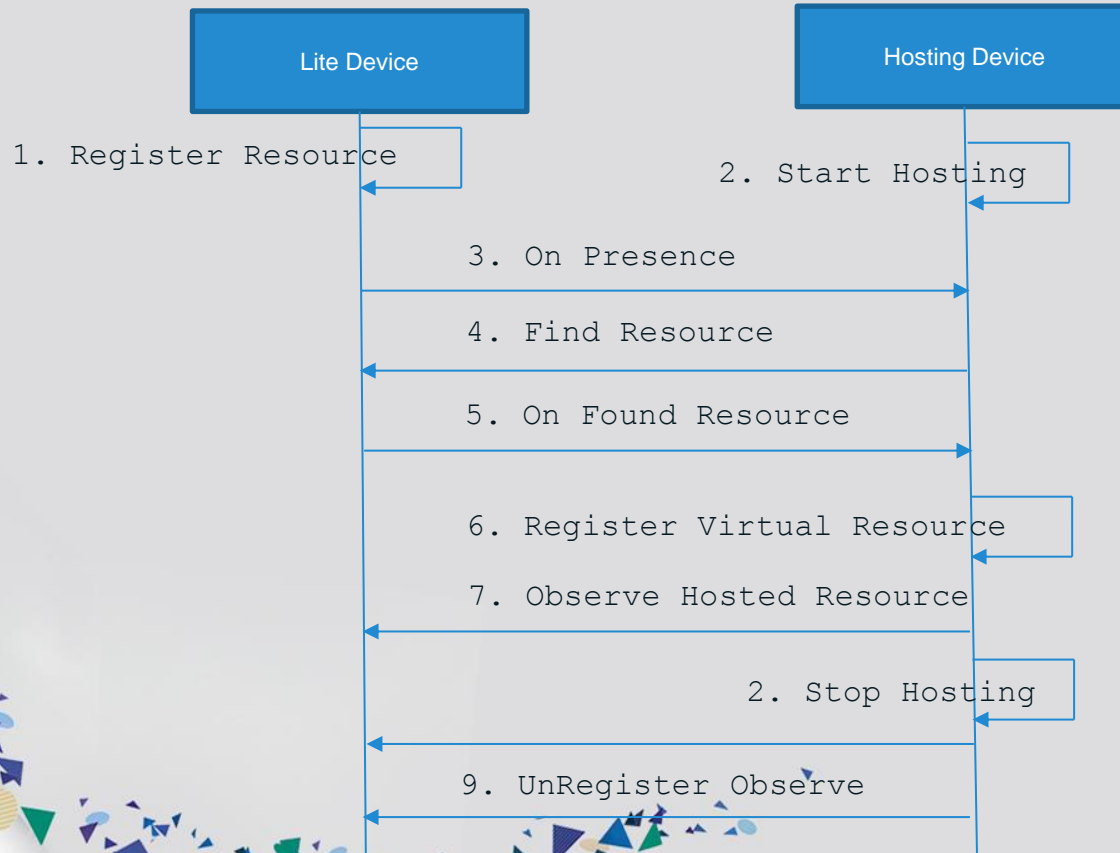 Lite Device
Hosting Device
1. Register Resource
2. Start Hosting
3. On Presence
4. Find Resource
5. On Found Resource
6. Register Virtual Resource
7. Observe Hosted Resource
2. Stop Hosting
9. UnRegister Observe